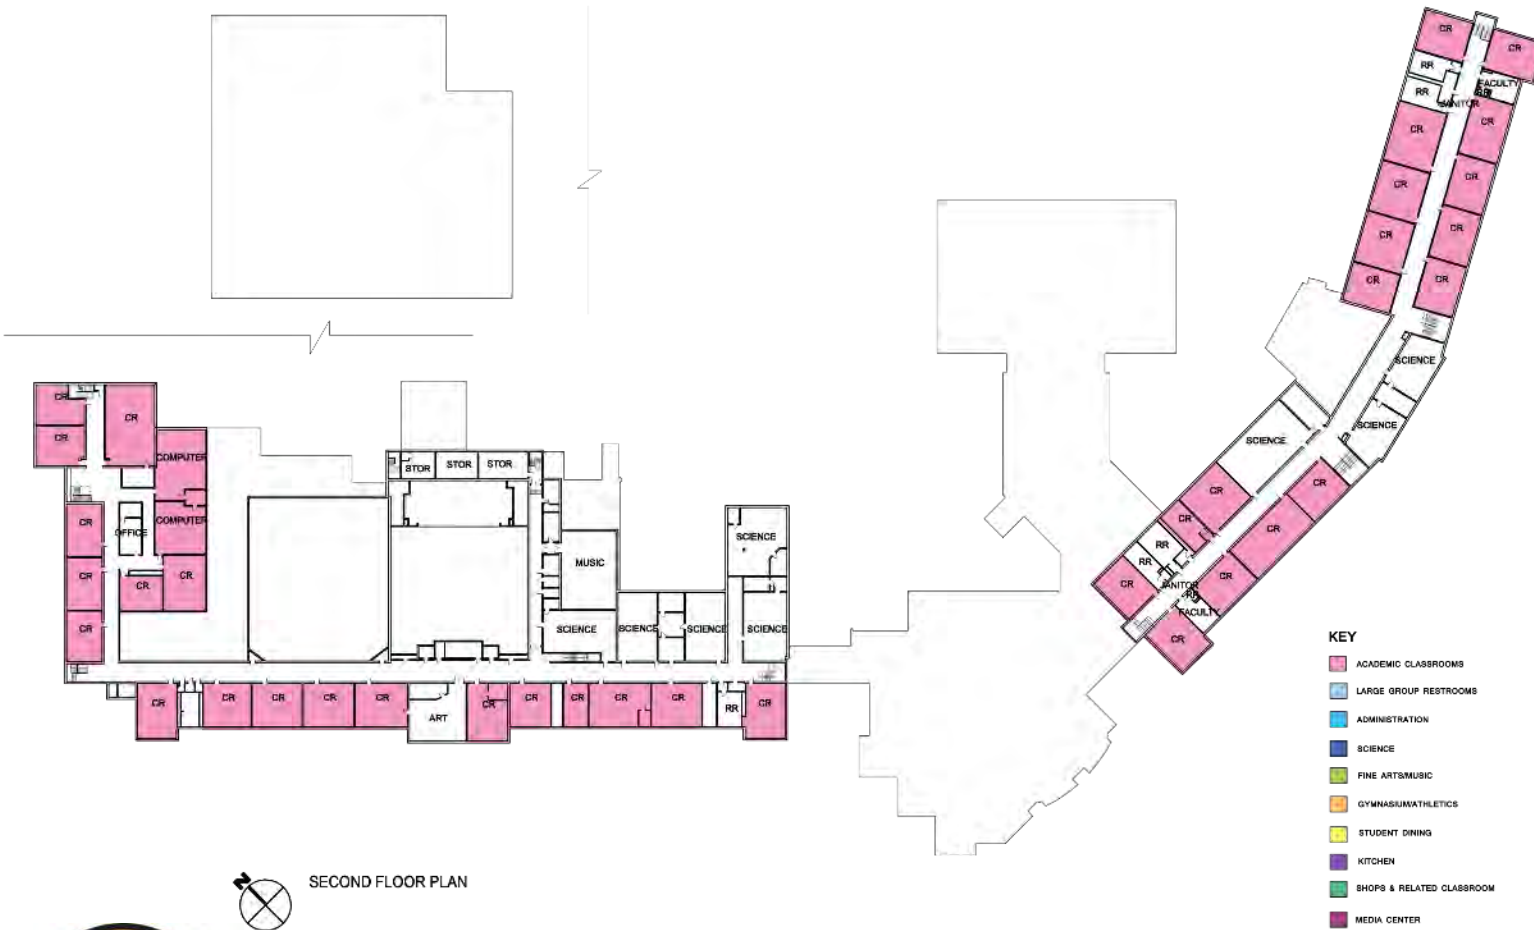 CR
CR
RR
FACULTY
RR
JANITOR
CR
CR
CR
CR
CR
CR
CR
CR
SCIENCE
SCIENCE
SCIENCE
CR
CR
CR
CR
RR
RR
CR
CR
JANITOR
RR
FACULTY
CR
CR
CR
CR
COMPUTER
STOR
STOR
STOR
CR
COMPUTER
OFFICE
CR
CR
CR
CR
MUSIC
SCIENCE
SCIENCE
SCIENCE
SCIENCE
SCIENCE
CR
CR
CR
CR
CR
CR
ART
CR
CR
CR
CR
CR
RR
CR
KEY
ACADEMIC CLASSROOMS
LARGE GROUP RESTROOMS
ADMINISTRATION
SCIENCE
FINE ARTS/MUSIC
GYMNASIUM/ATHLETICS
STUDENT DINING
KITCHEN
SHOPS & RELATED CLASSROOM
MEDIA CENTER
N
SECOND FLOOR PLAN